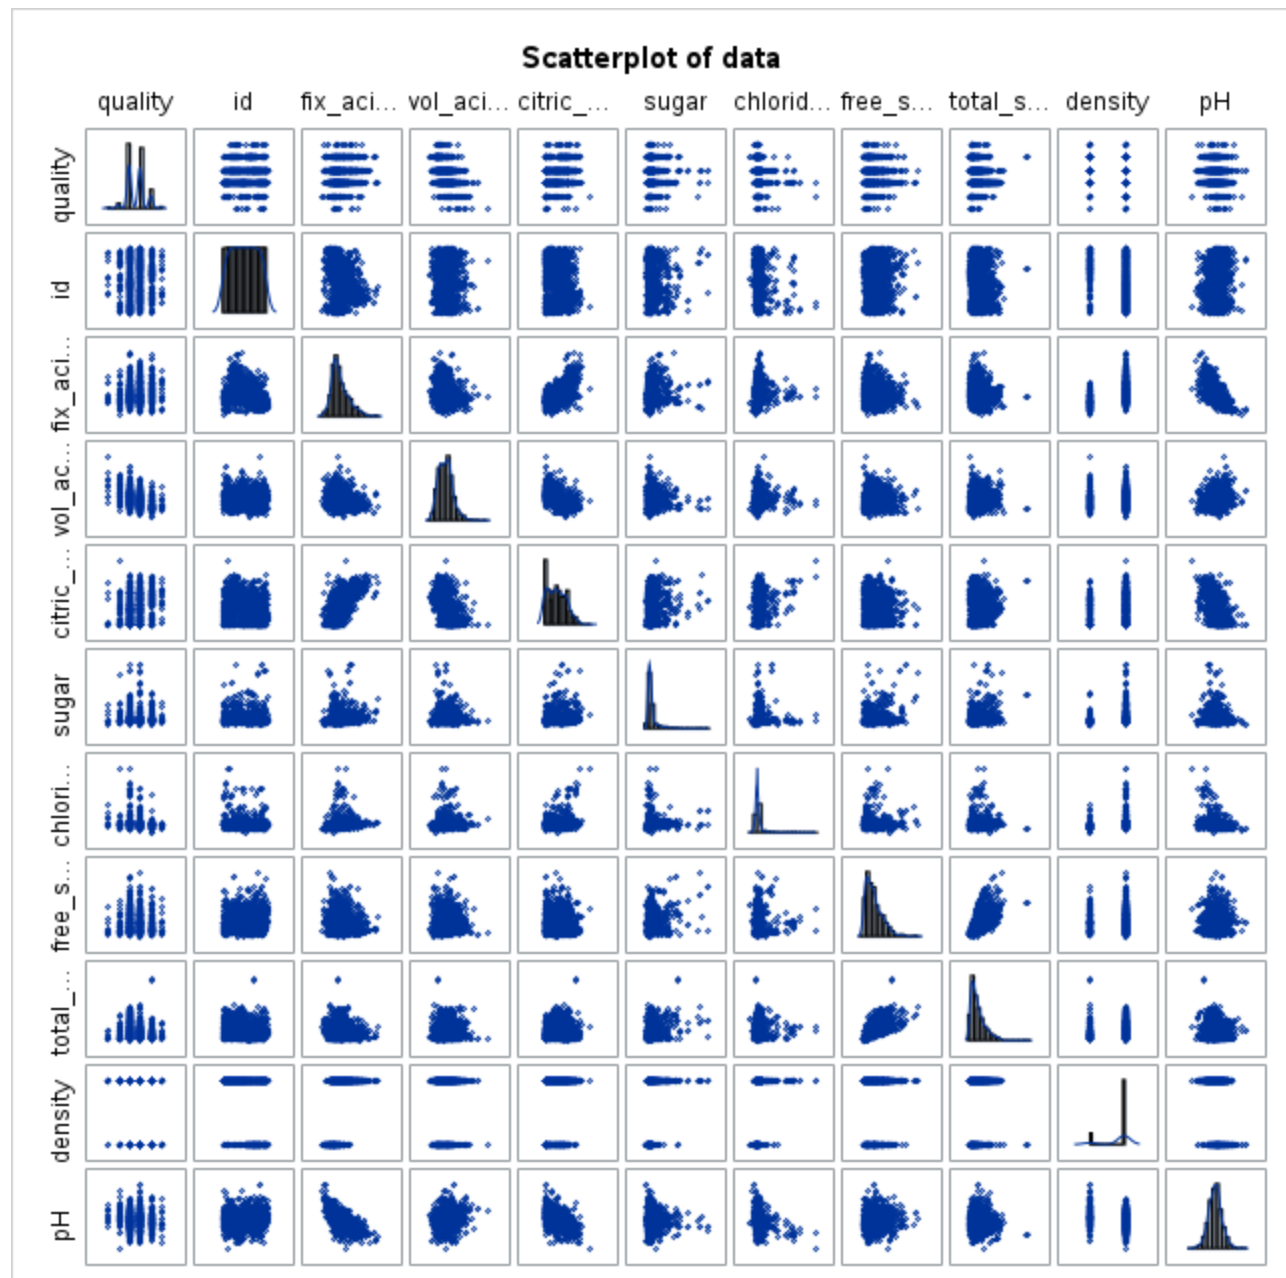 Scatterplot of data
quality id fix_aci... vol_aci... citric_... sugar chlorid... free_s... total_s... density pH
quality
id
fix_aci...
vol_ac...
citric_...
sugar
chlori...
free_s...
total_...
density
pH